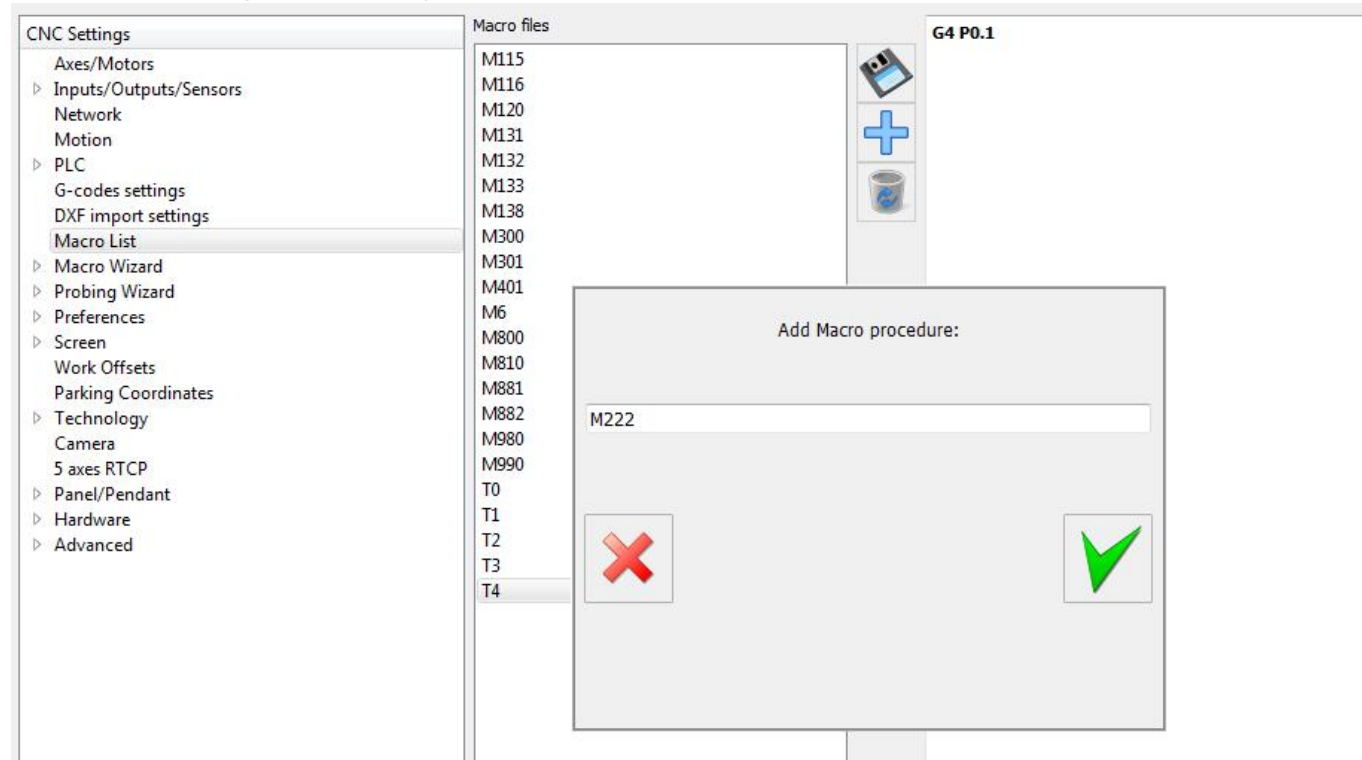 CNC Settings
Axes/Motors
Inputs/Outputs/Sensors
Network
Motion
PLC
G-codes settings
DXF import settings
Macro List
Macro Wizard
Probing Wizard
Preferences
Screen
Work Offsets
Parking Coordinates
Technology
Camera
5 axes RTCP
Panel/Pendant
Hardware
Advanced
Macro files
M115
M116
M120
M131
M132
M133
M138
M300
M301
M401
M6
M800
M810
M881
M882
M980
M990
T0
T1
T2
T3
T4
G4 P0.1
Add Macro procedure:
M222